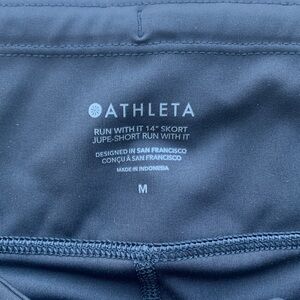 ATHLETA
RUN WITH IT 14" SKORT
JUPE-SHORT RUN WITH IT
DESIGNED IN SAN FRANCISCO
CONÇU À SAN FRANCISCO
MADE IN INDONESIA
M